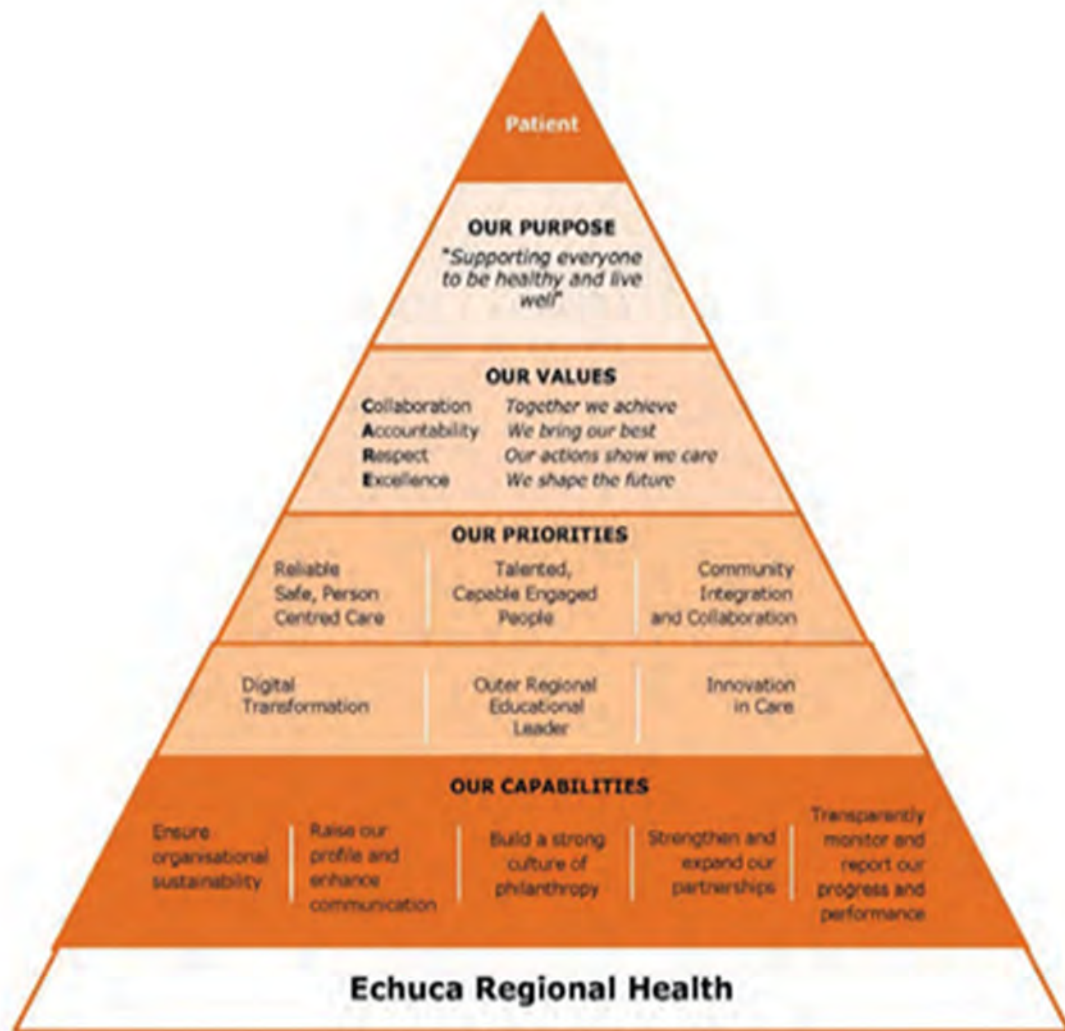 Patient
OUR PURPOSE
"Supporting everyone
to be healthy and live
well"
OUR VALUES
Collaboration Together we achieve
Accountability We bring our best
Respect Our actions show we care
Excellence We shape the future
OUR PRIORITIES
Reliable
Safe, Person
Centred Care
Talented,
Capable Engaged
People
Community
Integration
and Collaboration
Digital
Transformation
Outer Regional
Educational
Leader
Innovation
in Care
OUR CAPABILITIES
Ensure
organisational
sustainability
Raise our
profile and
enhance
communication
Build a strong
culture of
philanthropy
Strengthen and
expand our
partnerships
Transparently
monitor and
report our
progress and
performance
Echuca Regional Health